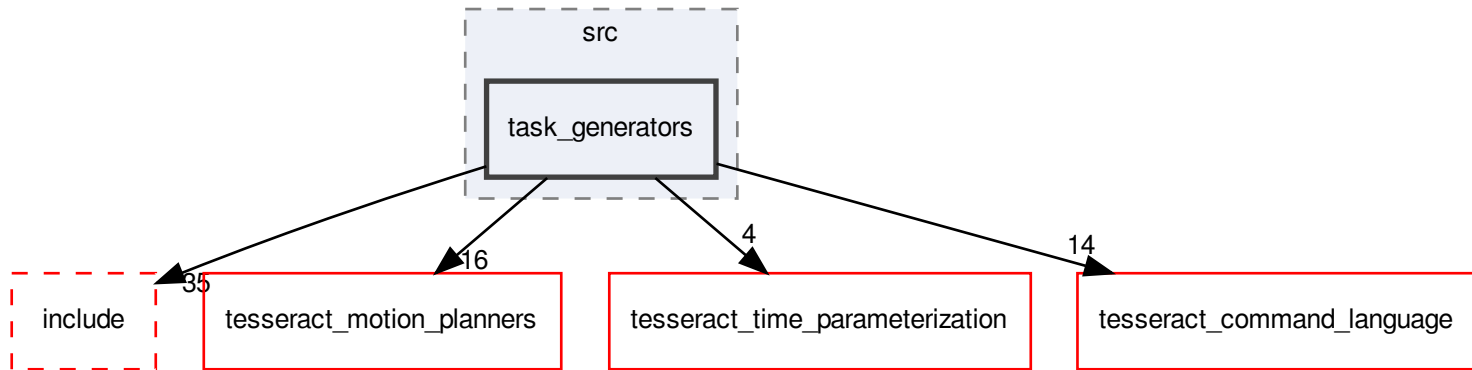 src
task_generators
4
14
16
35
include
tesseract_motion_planners
tesseract_time_parameterization
tesseract_command_language